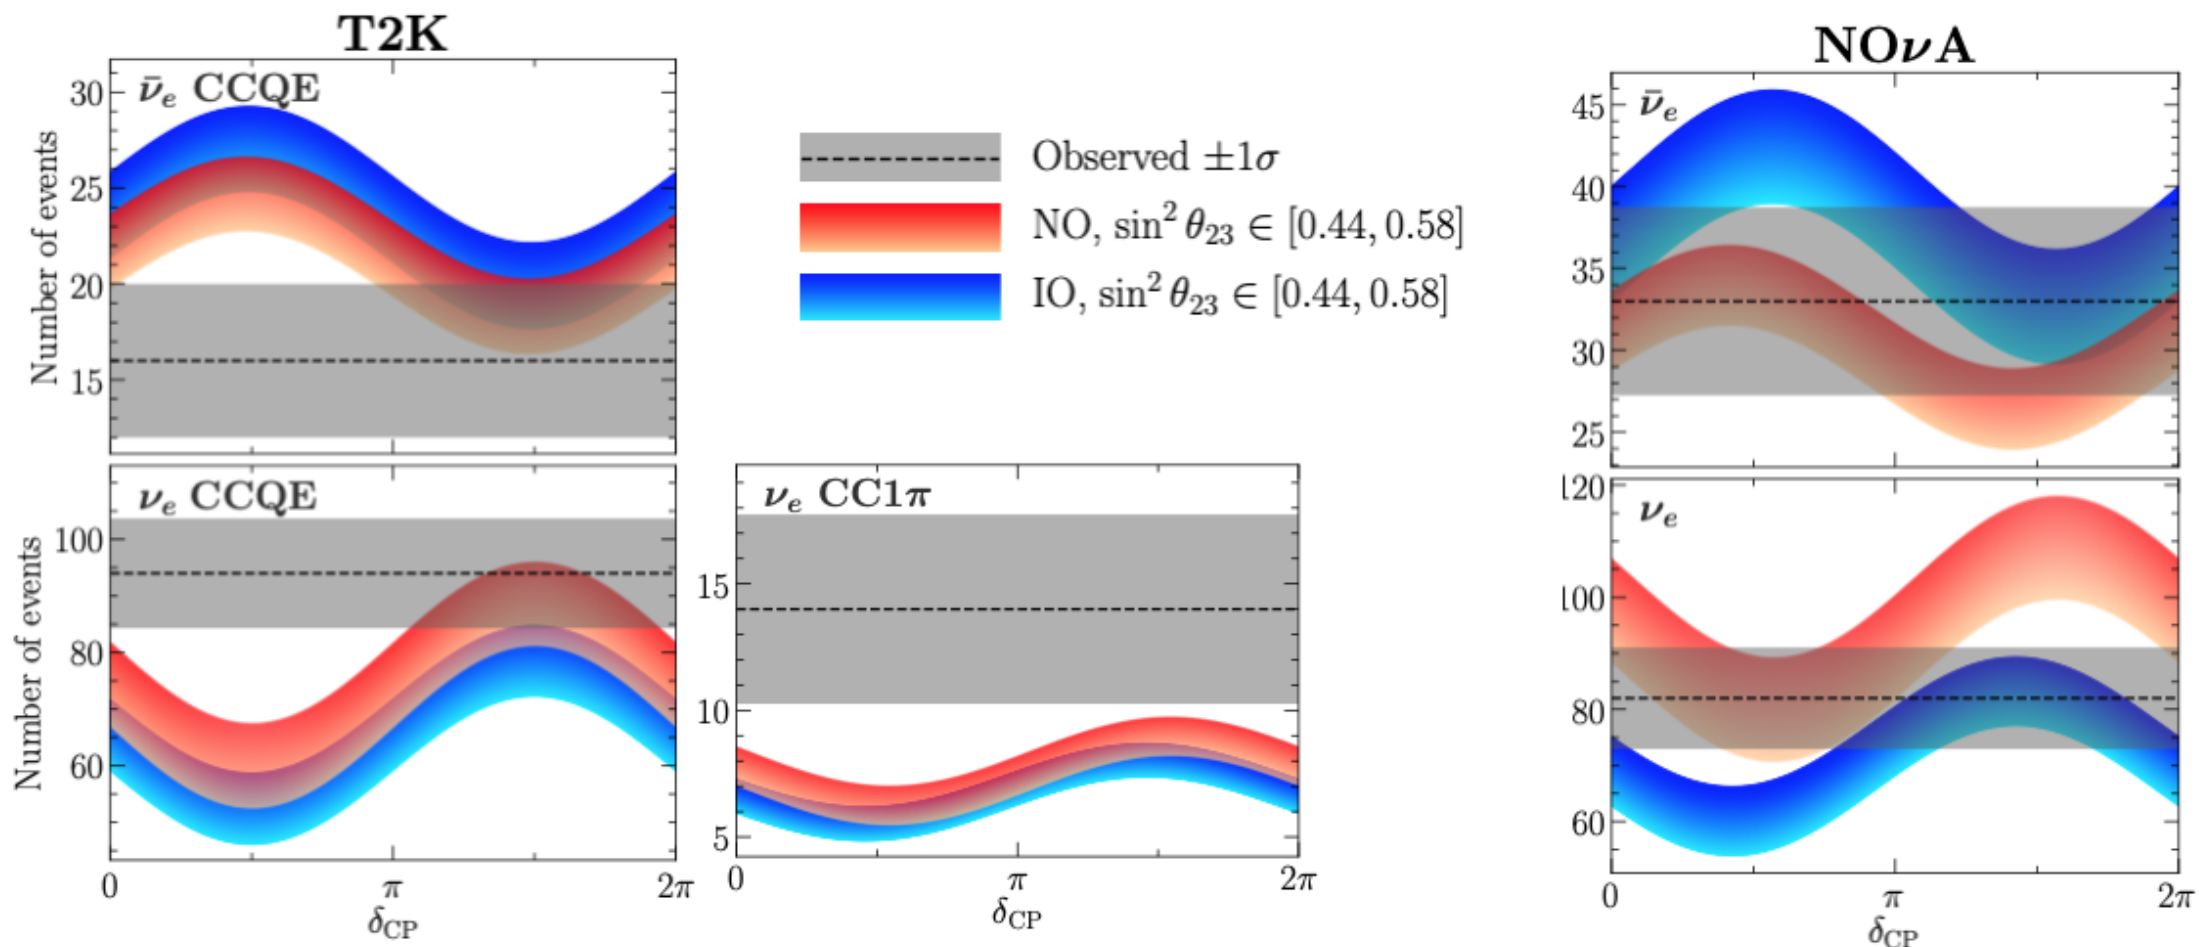 T2K
NOνA
ν̄ₑ CCQE
30
25
20
15
Number of events
Observed ±1σ
NO, sin² θ₂₃ ∈ [0.44, 0.58]
IO, sin² θ₂₃ ∈ [0.44, 0.58]
ν̄ₑ
45
40
35
30
25
νₑ CCQE
100
80
60
Number of events
0
π
2π
δCP
νₑ CC1π
15
10
5
0
π
2π
δCP
νₑ
120
100
80
60
0
π
2π
δCP